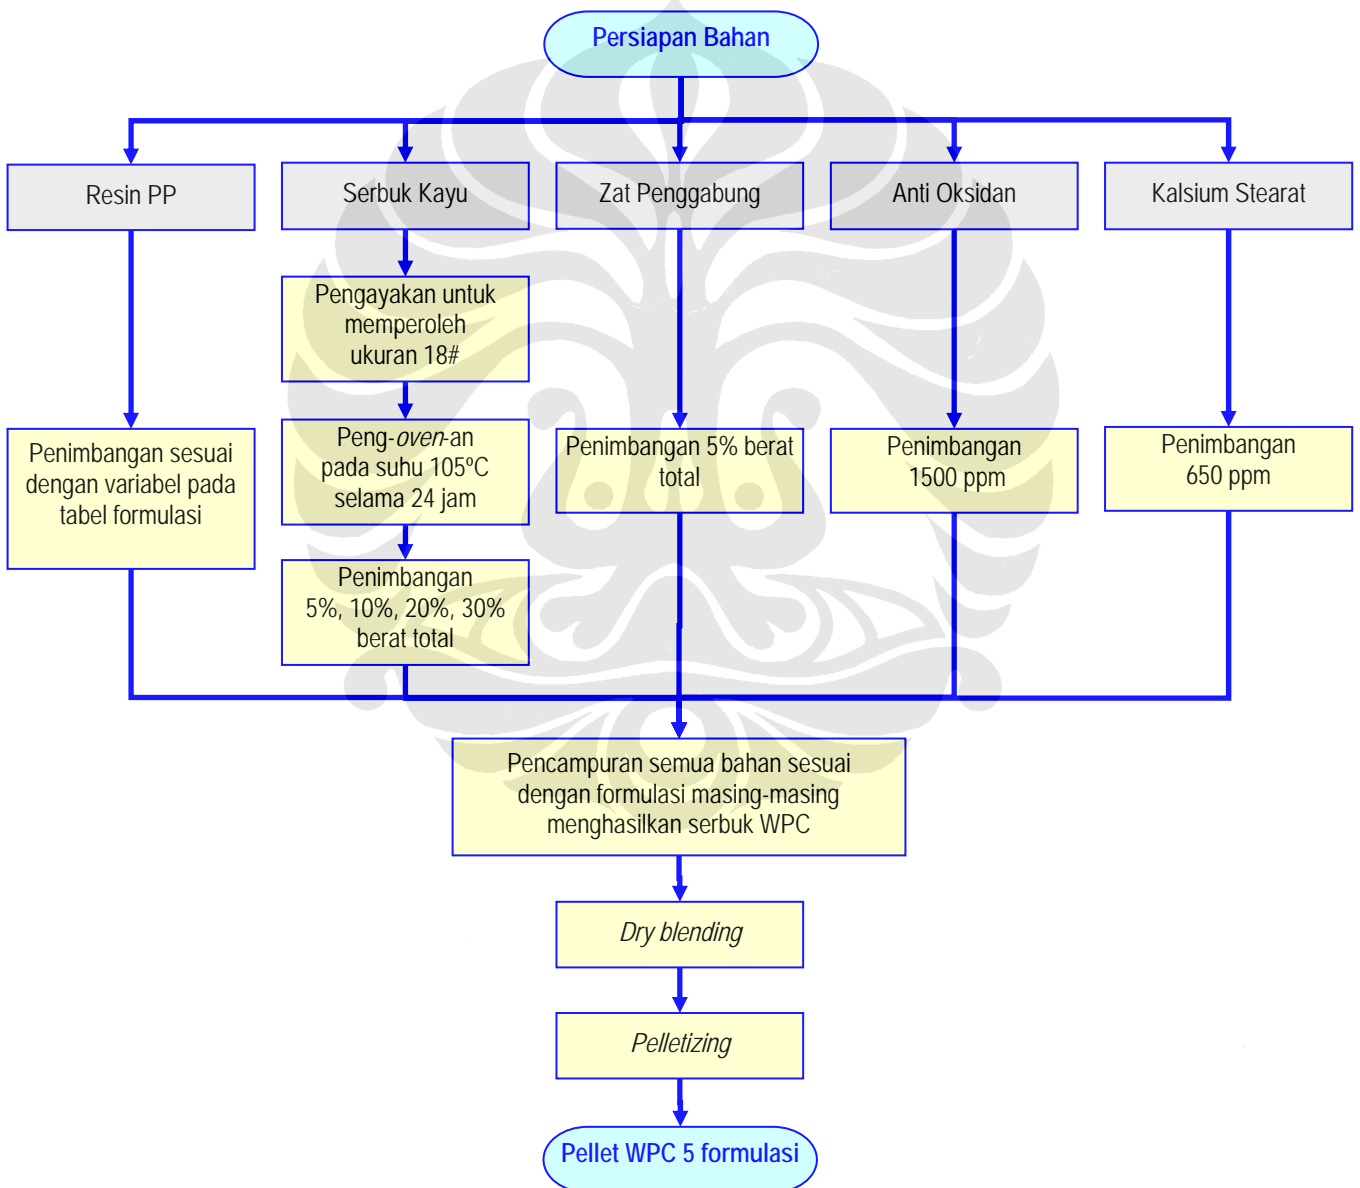 Persiapan Bahan
Resin PP
Serbuk Kayu
Zat Penggabung
Anti Oksidan
Kalsium Stearat
Pengayakan untuk
memperoleh
ukuran 18#
Penimbangan sesuai
dengan variabel pada
tabel formulasi
Peng-oven-an
pada suhu 105ºC
selama 24 jam
Penimbangan 5% berat
total
Penimbangan
1500 ppm
Penimbangan
650 ppm
Penimbangan
5%, 10%, 20%, 30%
berat total
Pencampuran semua bahan sesuai
dengan formulasi masing-masing
menghasilkan serbuk WPC
Dry blending
Pelletizing
Pellet WPC 5 formulasi